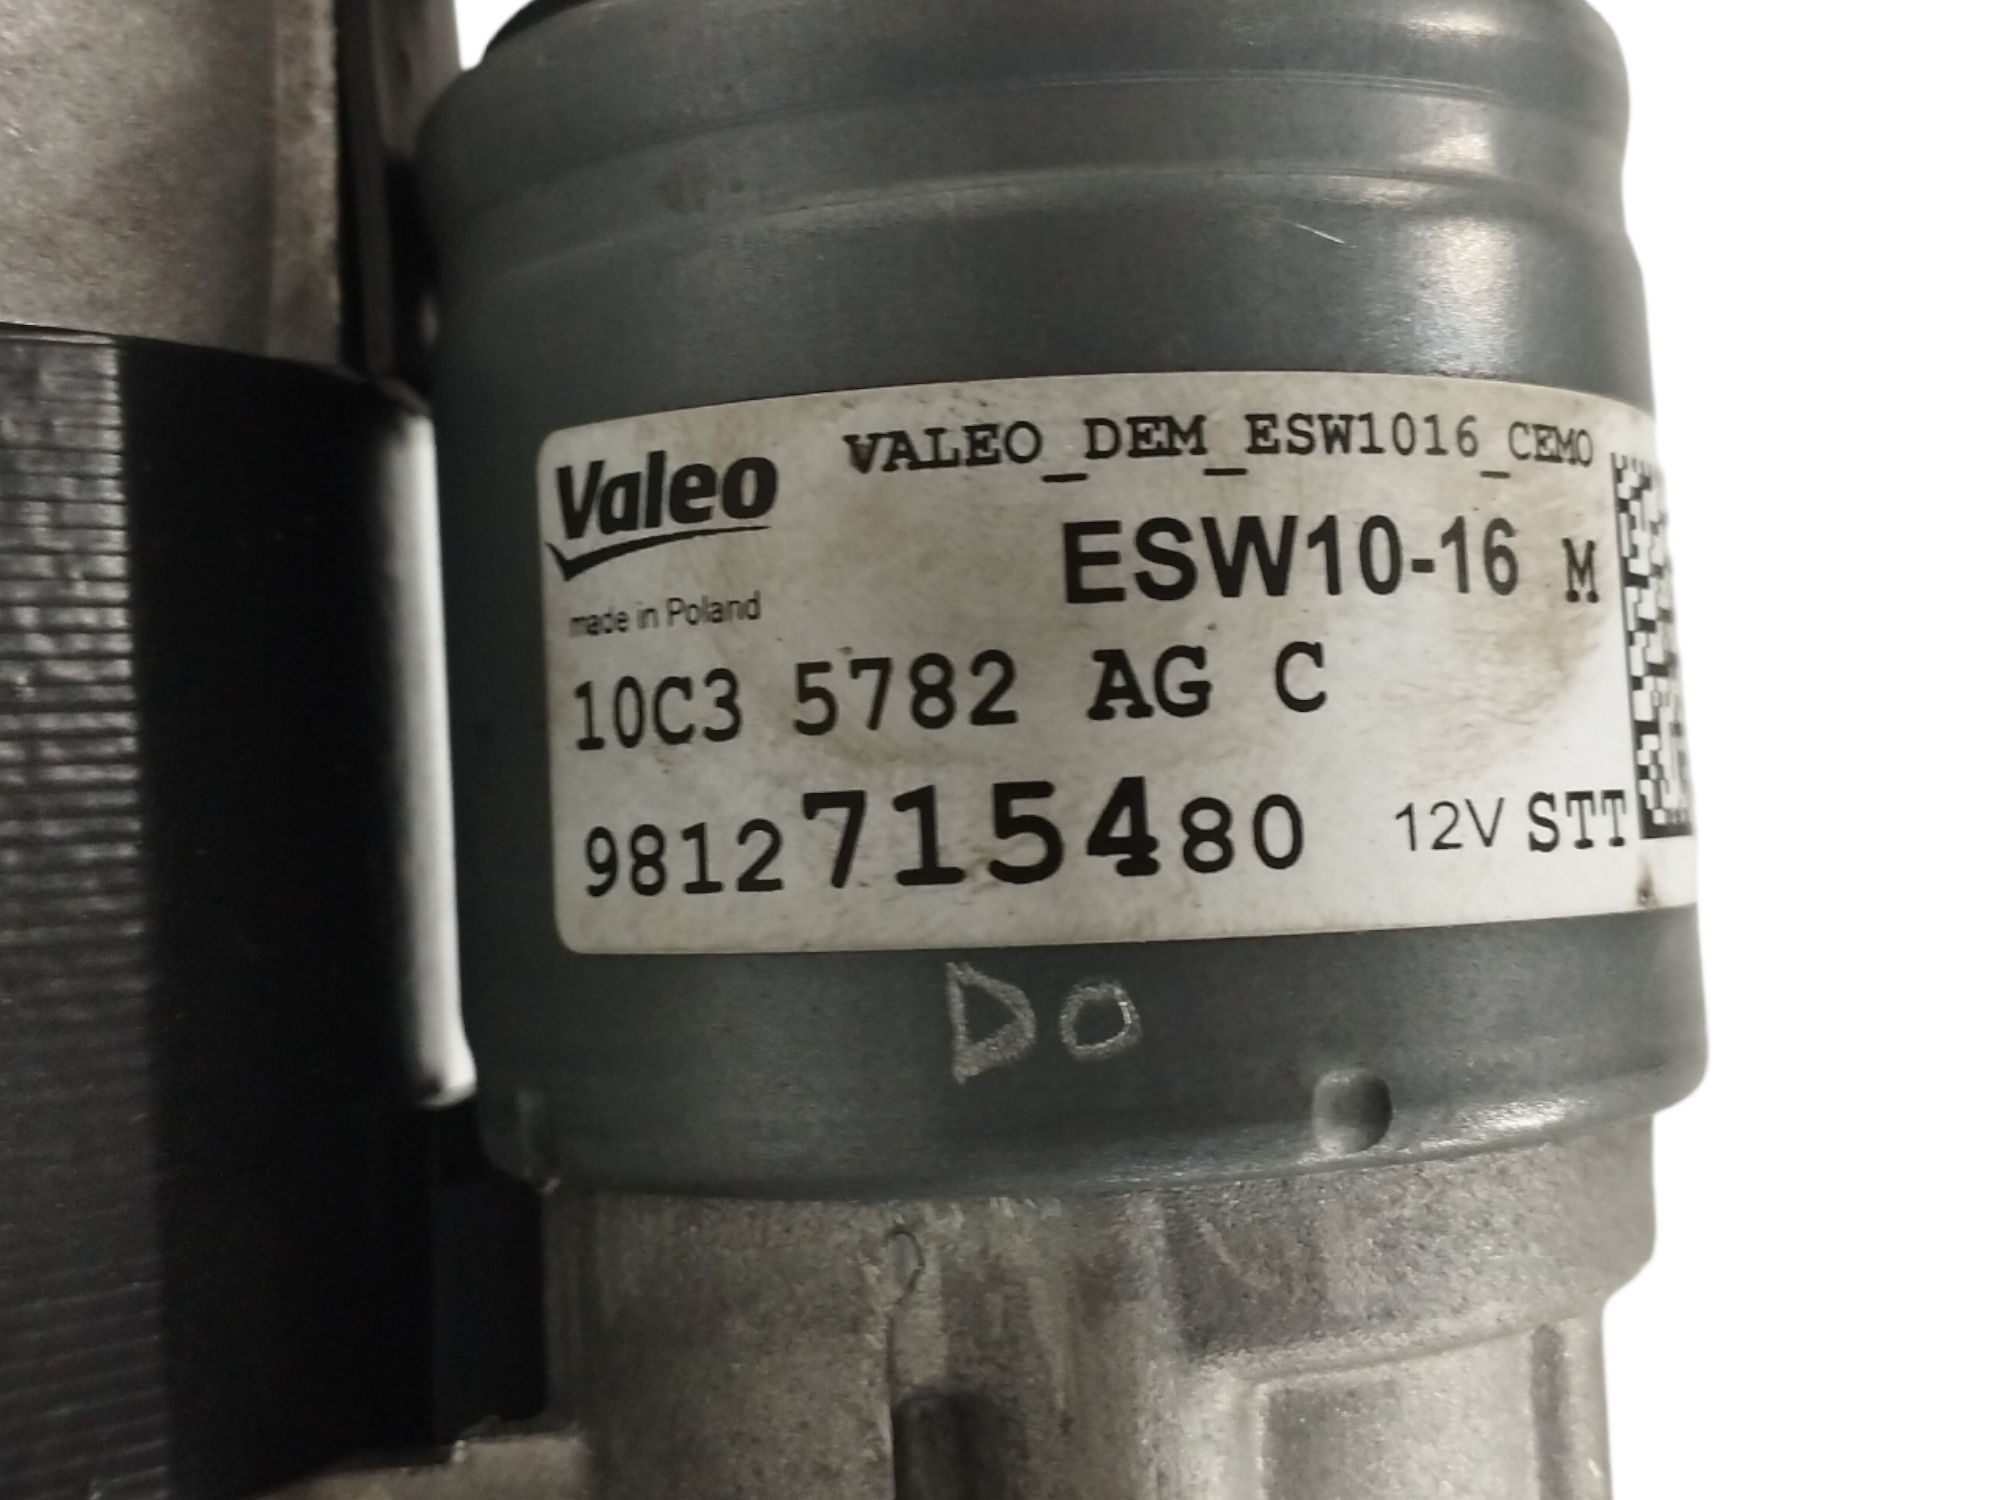 Valeo VALEO_DEM_ESW1016_CEMO
ESW10-16 M
made in Poland
10C3 5782 AG C
9812715480 12V STT
DO